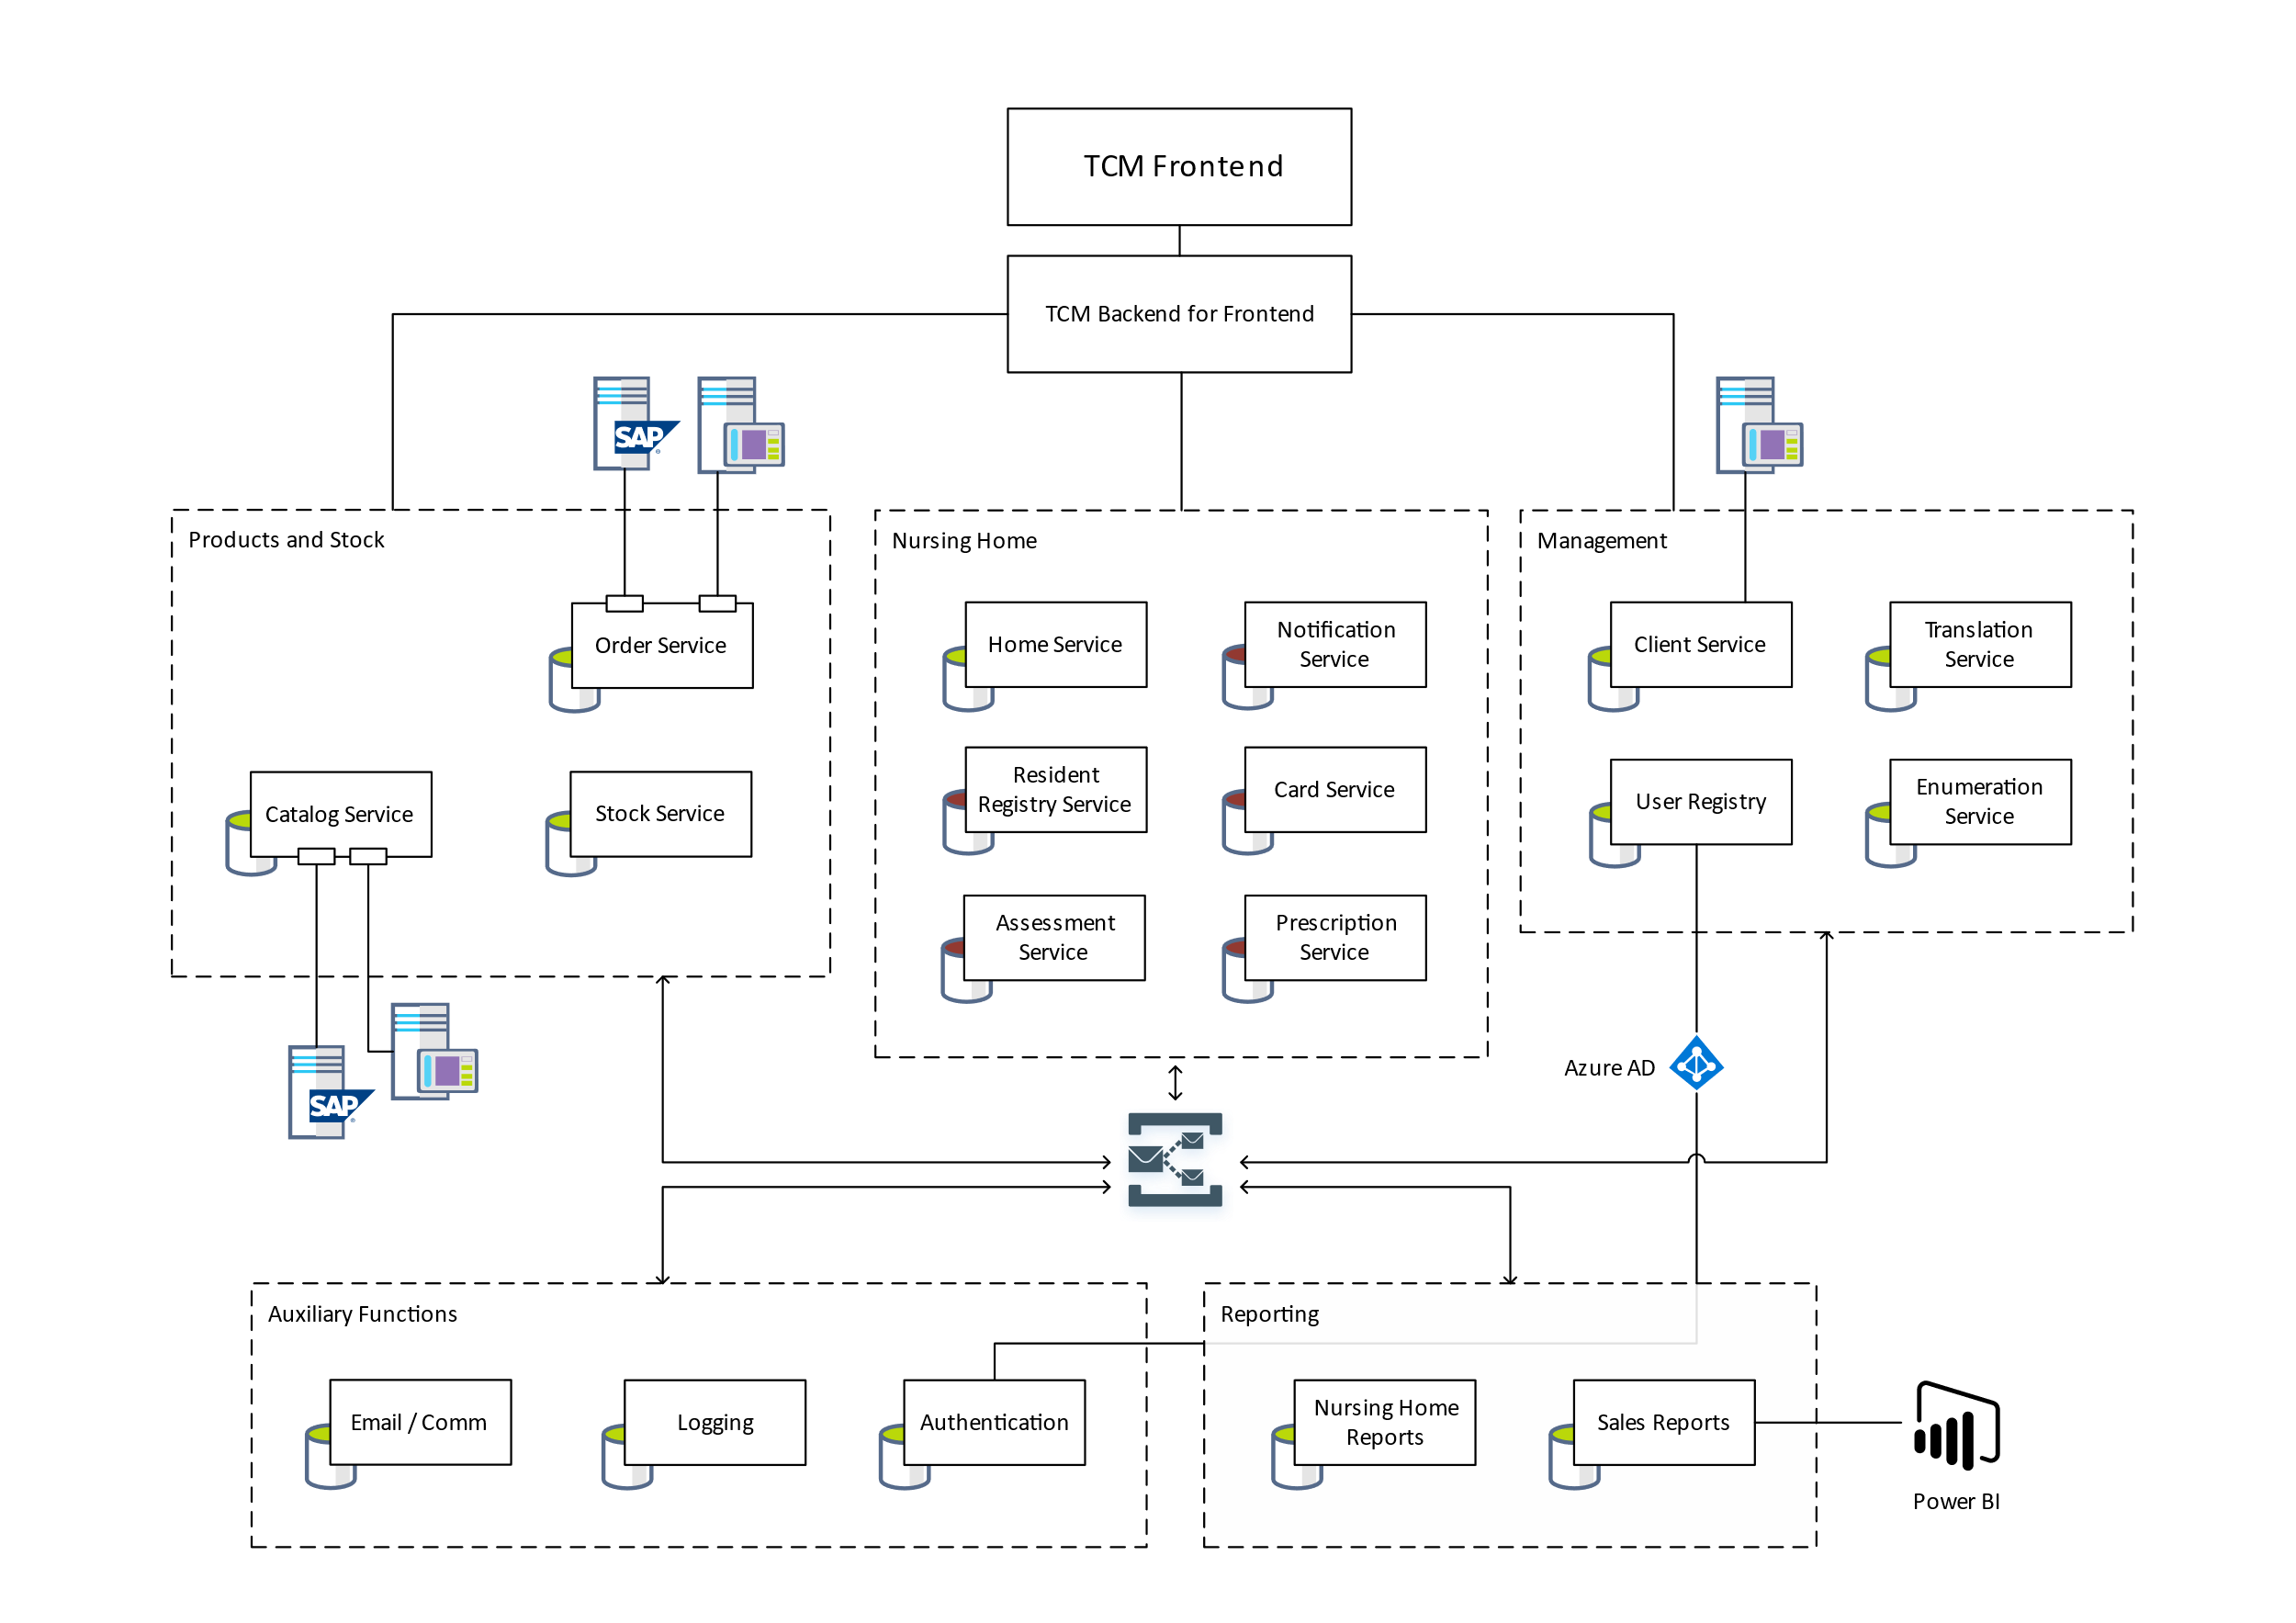 TCM Frontend
TCM Backend for Frontend
SAP
®
Products and Stock
Order Service
Catalog Service
Stock Service
SAP
®
Nursing Home
Home Service
Notification
Service
Resident
Registry Service
Card Service
Assessment
Service
Prescription
Service
Management
Client Service
Translation
Service
User Registry
Enumeration
Service
Azure AD
Auxiliary Functions
Email / Comm
Logging
Authentication
Reporting
Nursing Home
Reports
Sales Reports
Power BI